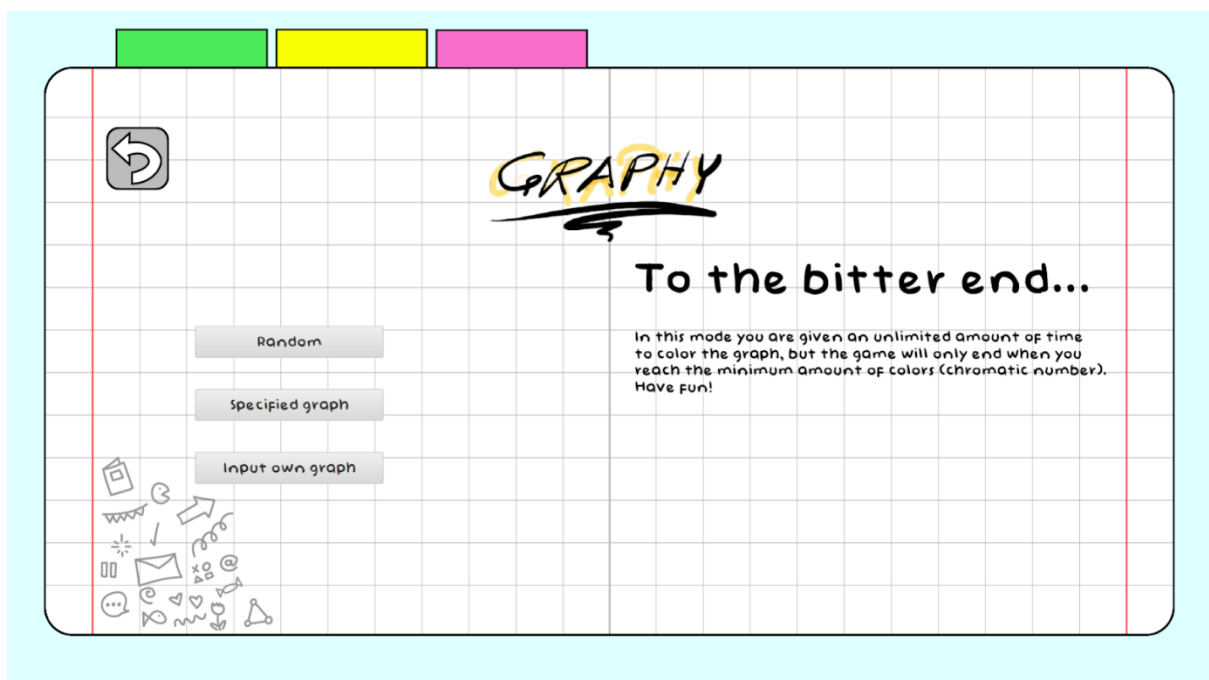 GRAPHY
To the bitter end...
In this mode you are given an unlimited amount of time
to color the graph, but the game will only end when you
reach the minimum amount of colors (chromatic number).
Have fun!
Random
Specified graph
Input own graph